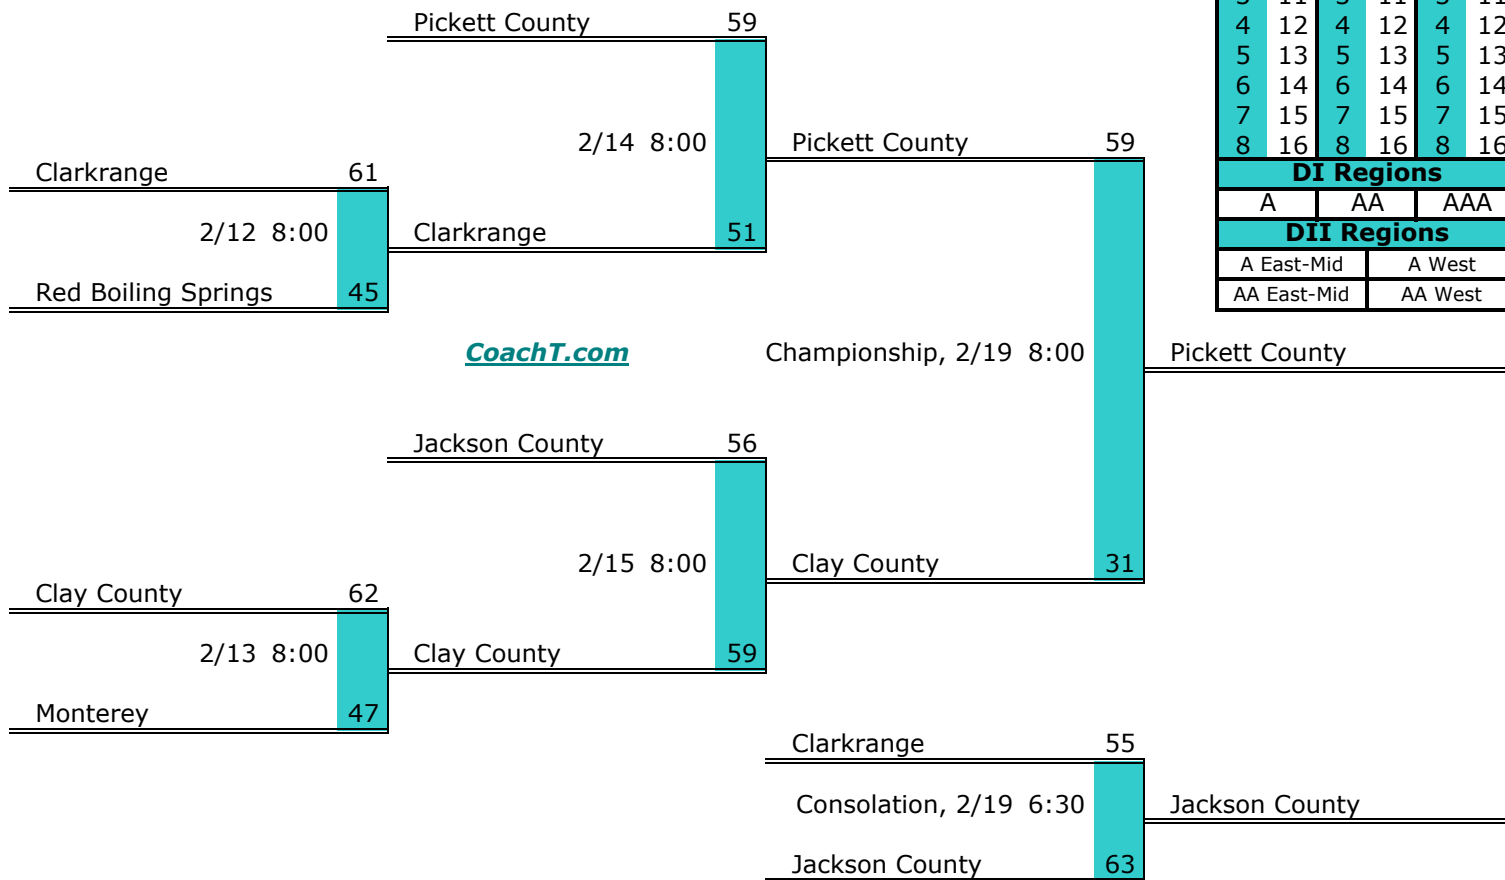 Pickett County 59
4 12 4 12 4 12
5 13 5 13 5 13
6 14 6 14 6 14
7 15 7 15 7 15
2/14 8:00 Pickett County 59
8 16 8 16 8 16
Clarkrange 61
DI Regions
A AA AAA
2/12 8:00 Clarkrange 51
DII Regions
A East-Mid A West
Red Boiling Springs 45
AA East-Mid AA West
CoachT.com
Championship, 2/19 8:00 Pickett County
Jackson County 56
2/15 8:00 Clay County 31
Clay County 62
2/13 8:00 Clay County 59
Monterey 47
Clarkrange 55
Consolation, 2/19 6:30 Jackson County
Jackson County 63